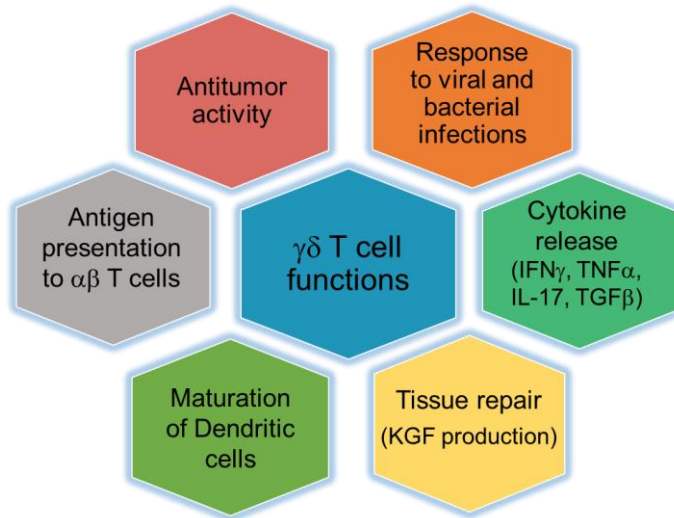 Antitumor
activity
Response
to viral and
bacterial
infections
Antigen
presentation
to αβ T cells
γδ T cell
functions
Cytokine
release
(IFNγ, TNFα,
IL-17, TGFβ)
Maturation
of Dendritic
cells
Tissue repair
(KGF production)